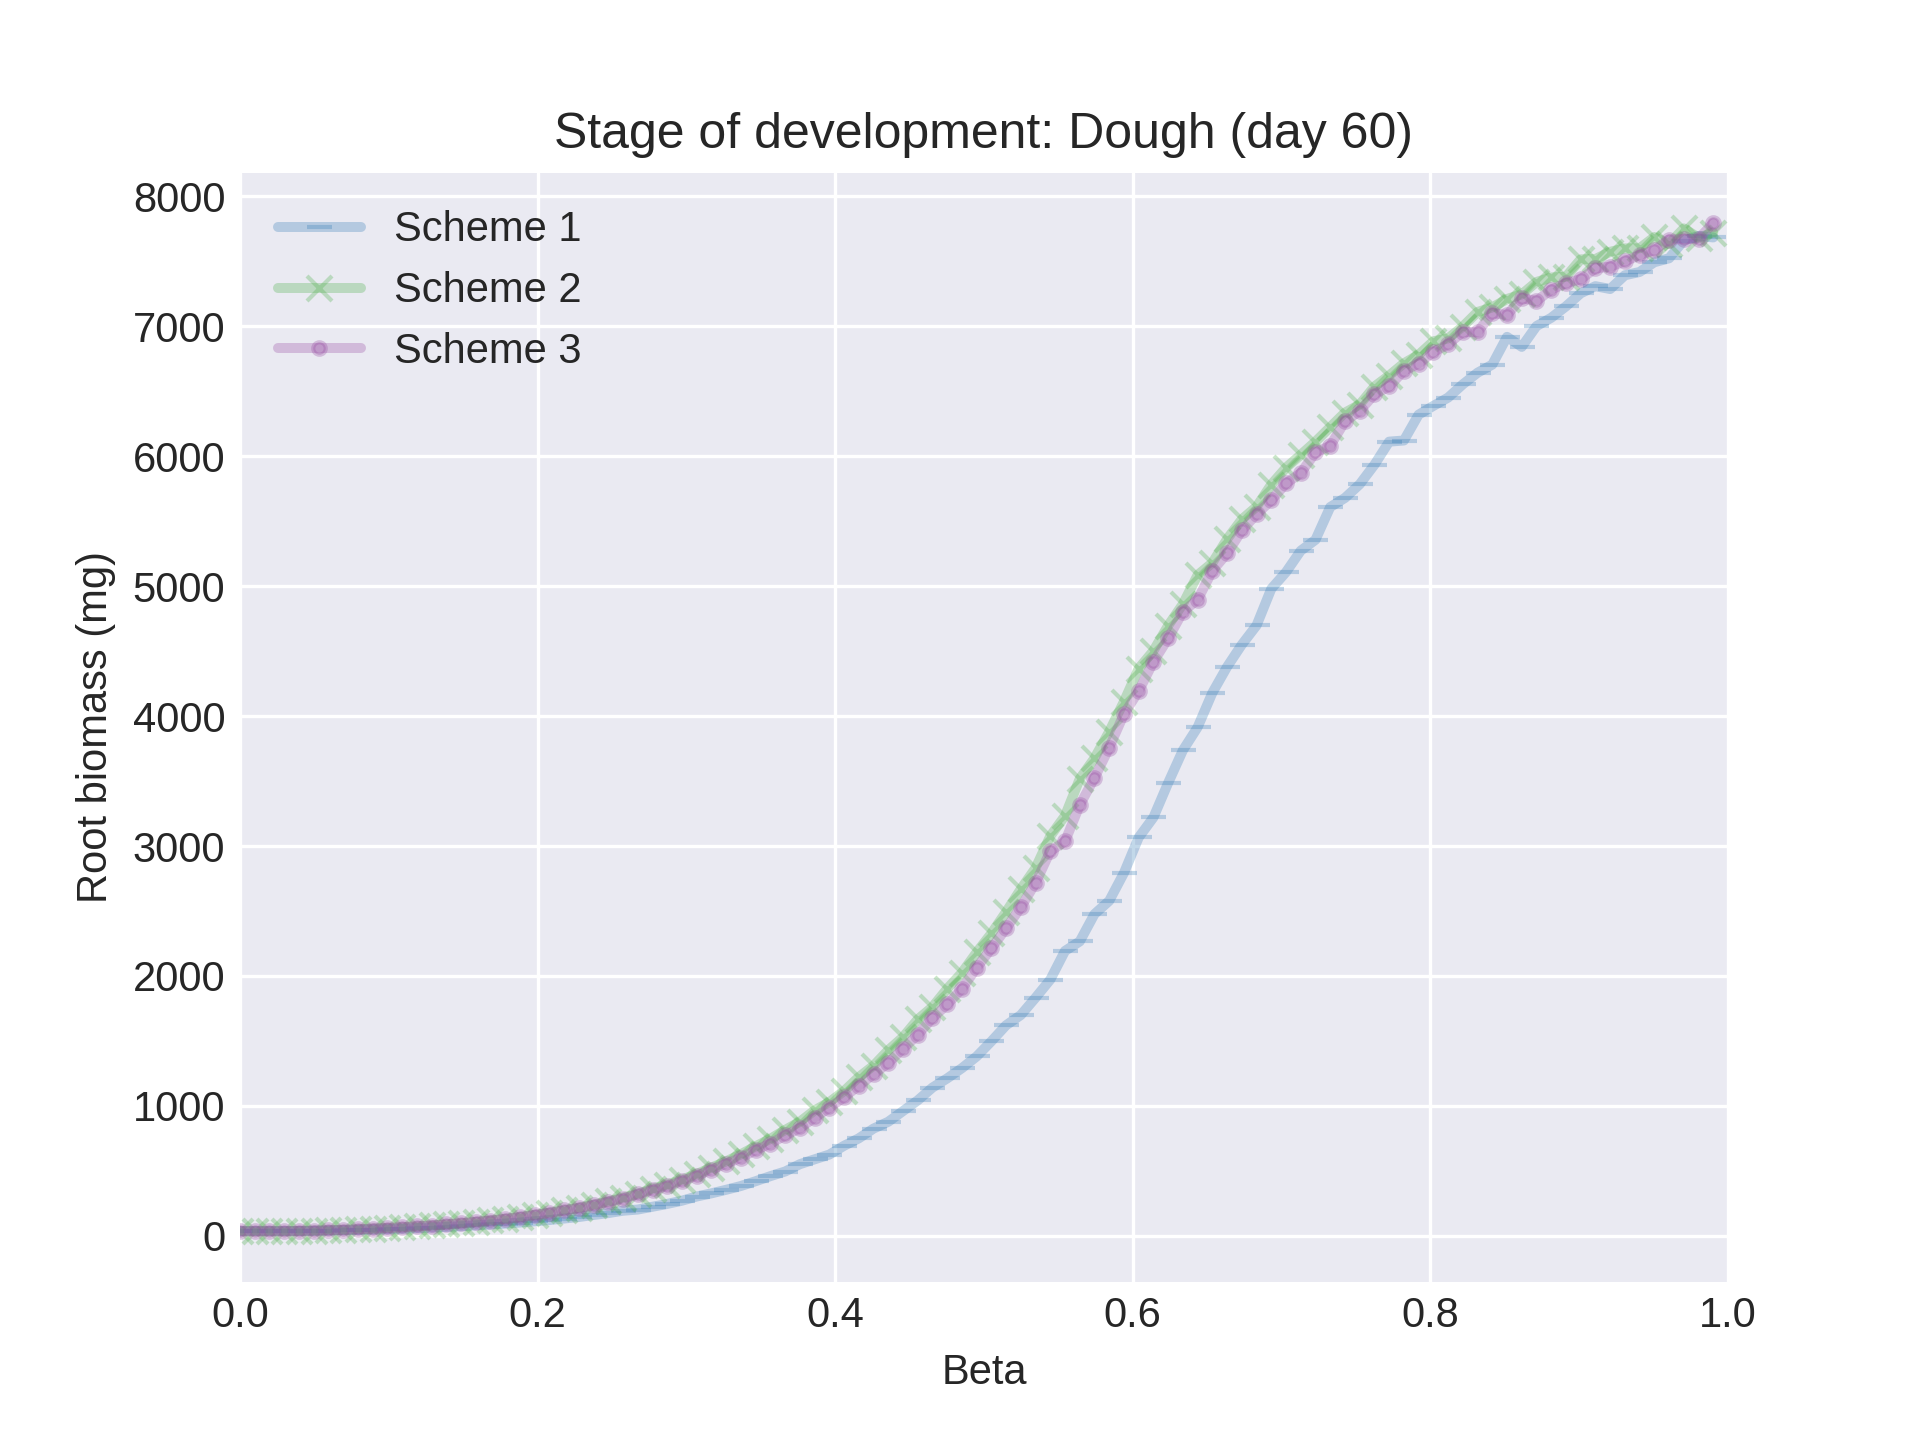 Stage of development: Dough (day 60)
8000
7000
6000
5000
4000
3000
2000
1000
0
Root biomass (mg)
Scheme 1
Scheme 2
Scheme 3
0.0 0.2 0.4 0.6 0.8 1.0
Beta